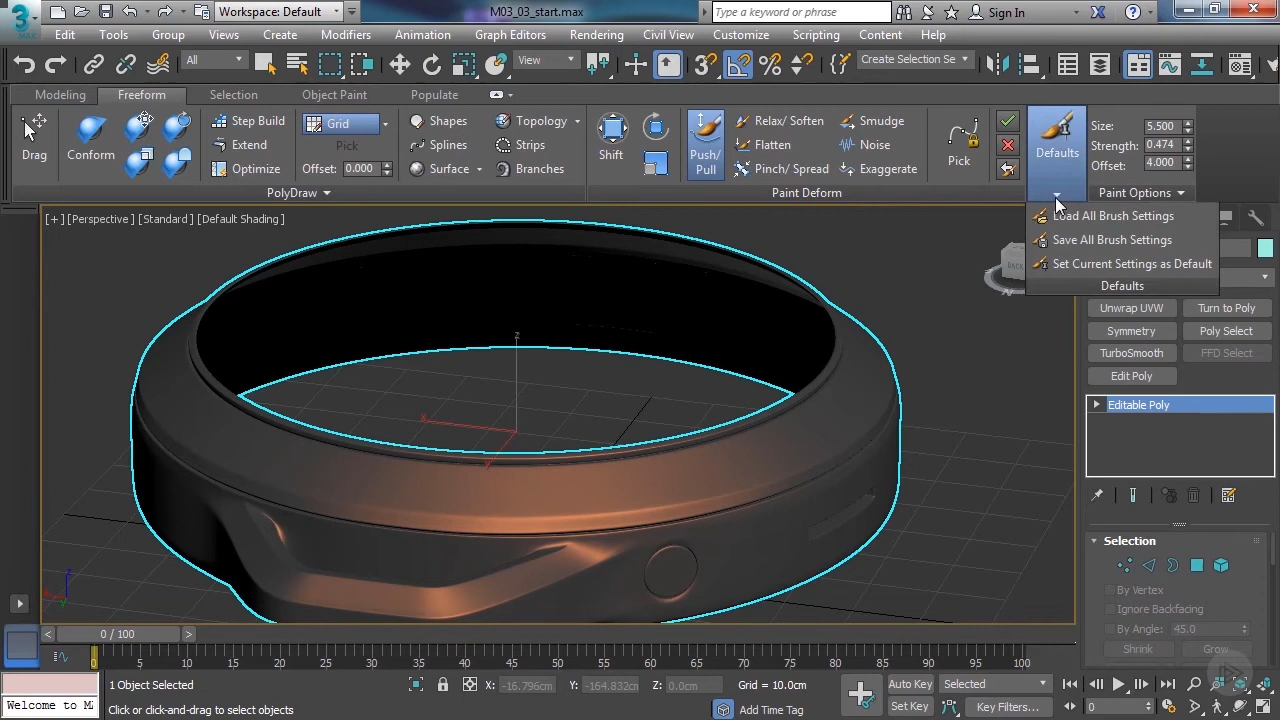 3
MAX
Workspace: Default
M03_03_start.max
Type a keyword or phrase
Sign In
Edit Tools Group Views Create Modifiers Animation Graph Editors Rendering Civil View Customize Scripting Content Help
All
View
3
Create Selection Se
Modeling Freeform Selection Object Paint Populate
Drag
Conform
Step Build
Extend
Optimize
Grid
Pick
Offset: 0.000
Shapes
Splines
Surface
Topology
Strips
Branches
PolyDraw
Shift
Push/
Pull
Relax/ Soften
Flatten
Pinch/ Spread
Smudge
Noise
Exaggerate
Pick
Paint Deform
Defaults
Size: 5.500
Strength: 0.474
Offset: 4.000
Paint Options
Load All Brush Settings
Save All Brush Settings
Set Current Settings as Default
Defaults
[+] [Perspective] [Standard] [Default Shading]
BACK
Unwrap UVW Turn to Poly
Symmetry Poly Select
TurboSmooth FFD Select
Edit Poly
Editable Poly
z
x
y
Selection
By Vertex
Ignore Backfacing
By Angle: 45.0
Shrink Grow
z
x
y
< 0 / 100 >
0 5 10 15 20 25 30 35 40 45 50 55 60 65 70 75 80 85 90 95 100
1 Object Selected
X: -16.796cm Y: -164.832cm Z: 0.0cm Grid = 10.0cm
Auto Key Selected
Welcome to MA
Click or click-and-drag to select objects
Add Time Tag
Set Key Key Filters...
0